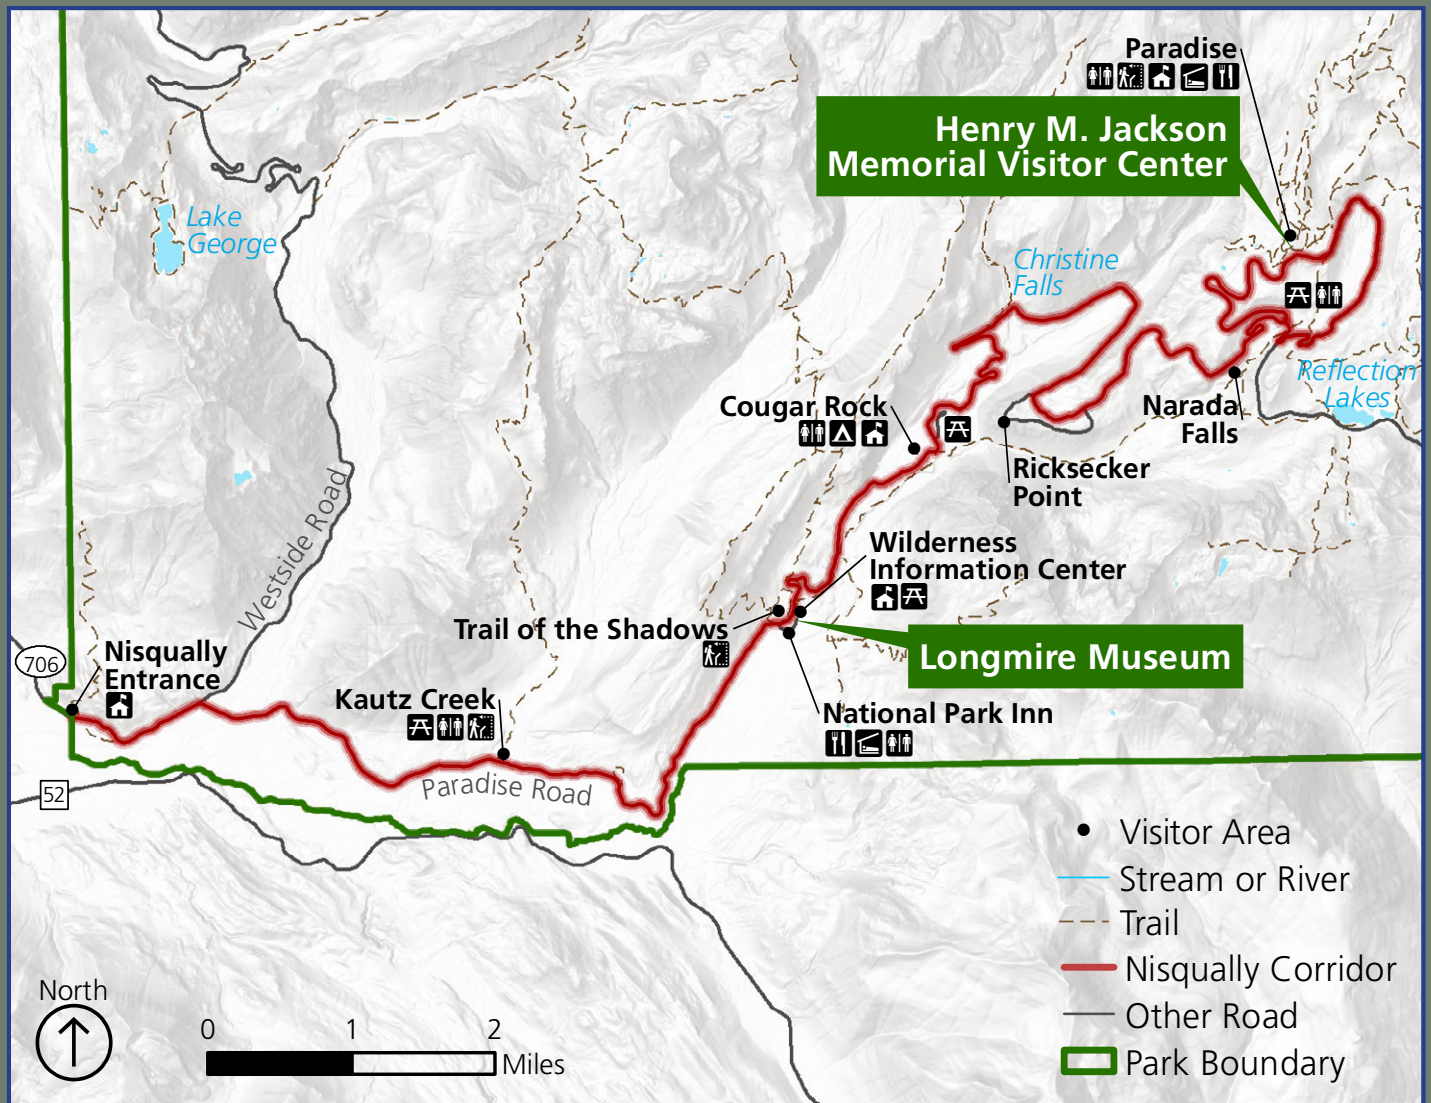 Paradise
Henry M. Jackson
Memorial Visitor Center
Lake
George
Christine
Falls
Reflection
Lakes
Cougar Rock
Narada
Falls
Ricksecker
Point
Westside Road
Wilderness
Information Center
Trail of the Shadows
Longmire Museum
706
Nisqually
Entrance
Kautz Creek
National Park Inn
Paradise Road
52
Visitor Area
Stream or River
Trail
Nisqually Corridor
Other Road
Park Boundary
North
0 1 2
Miles